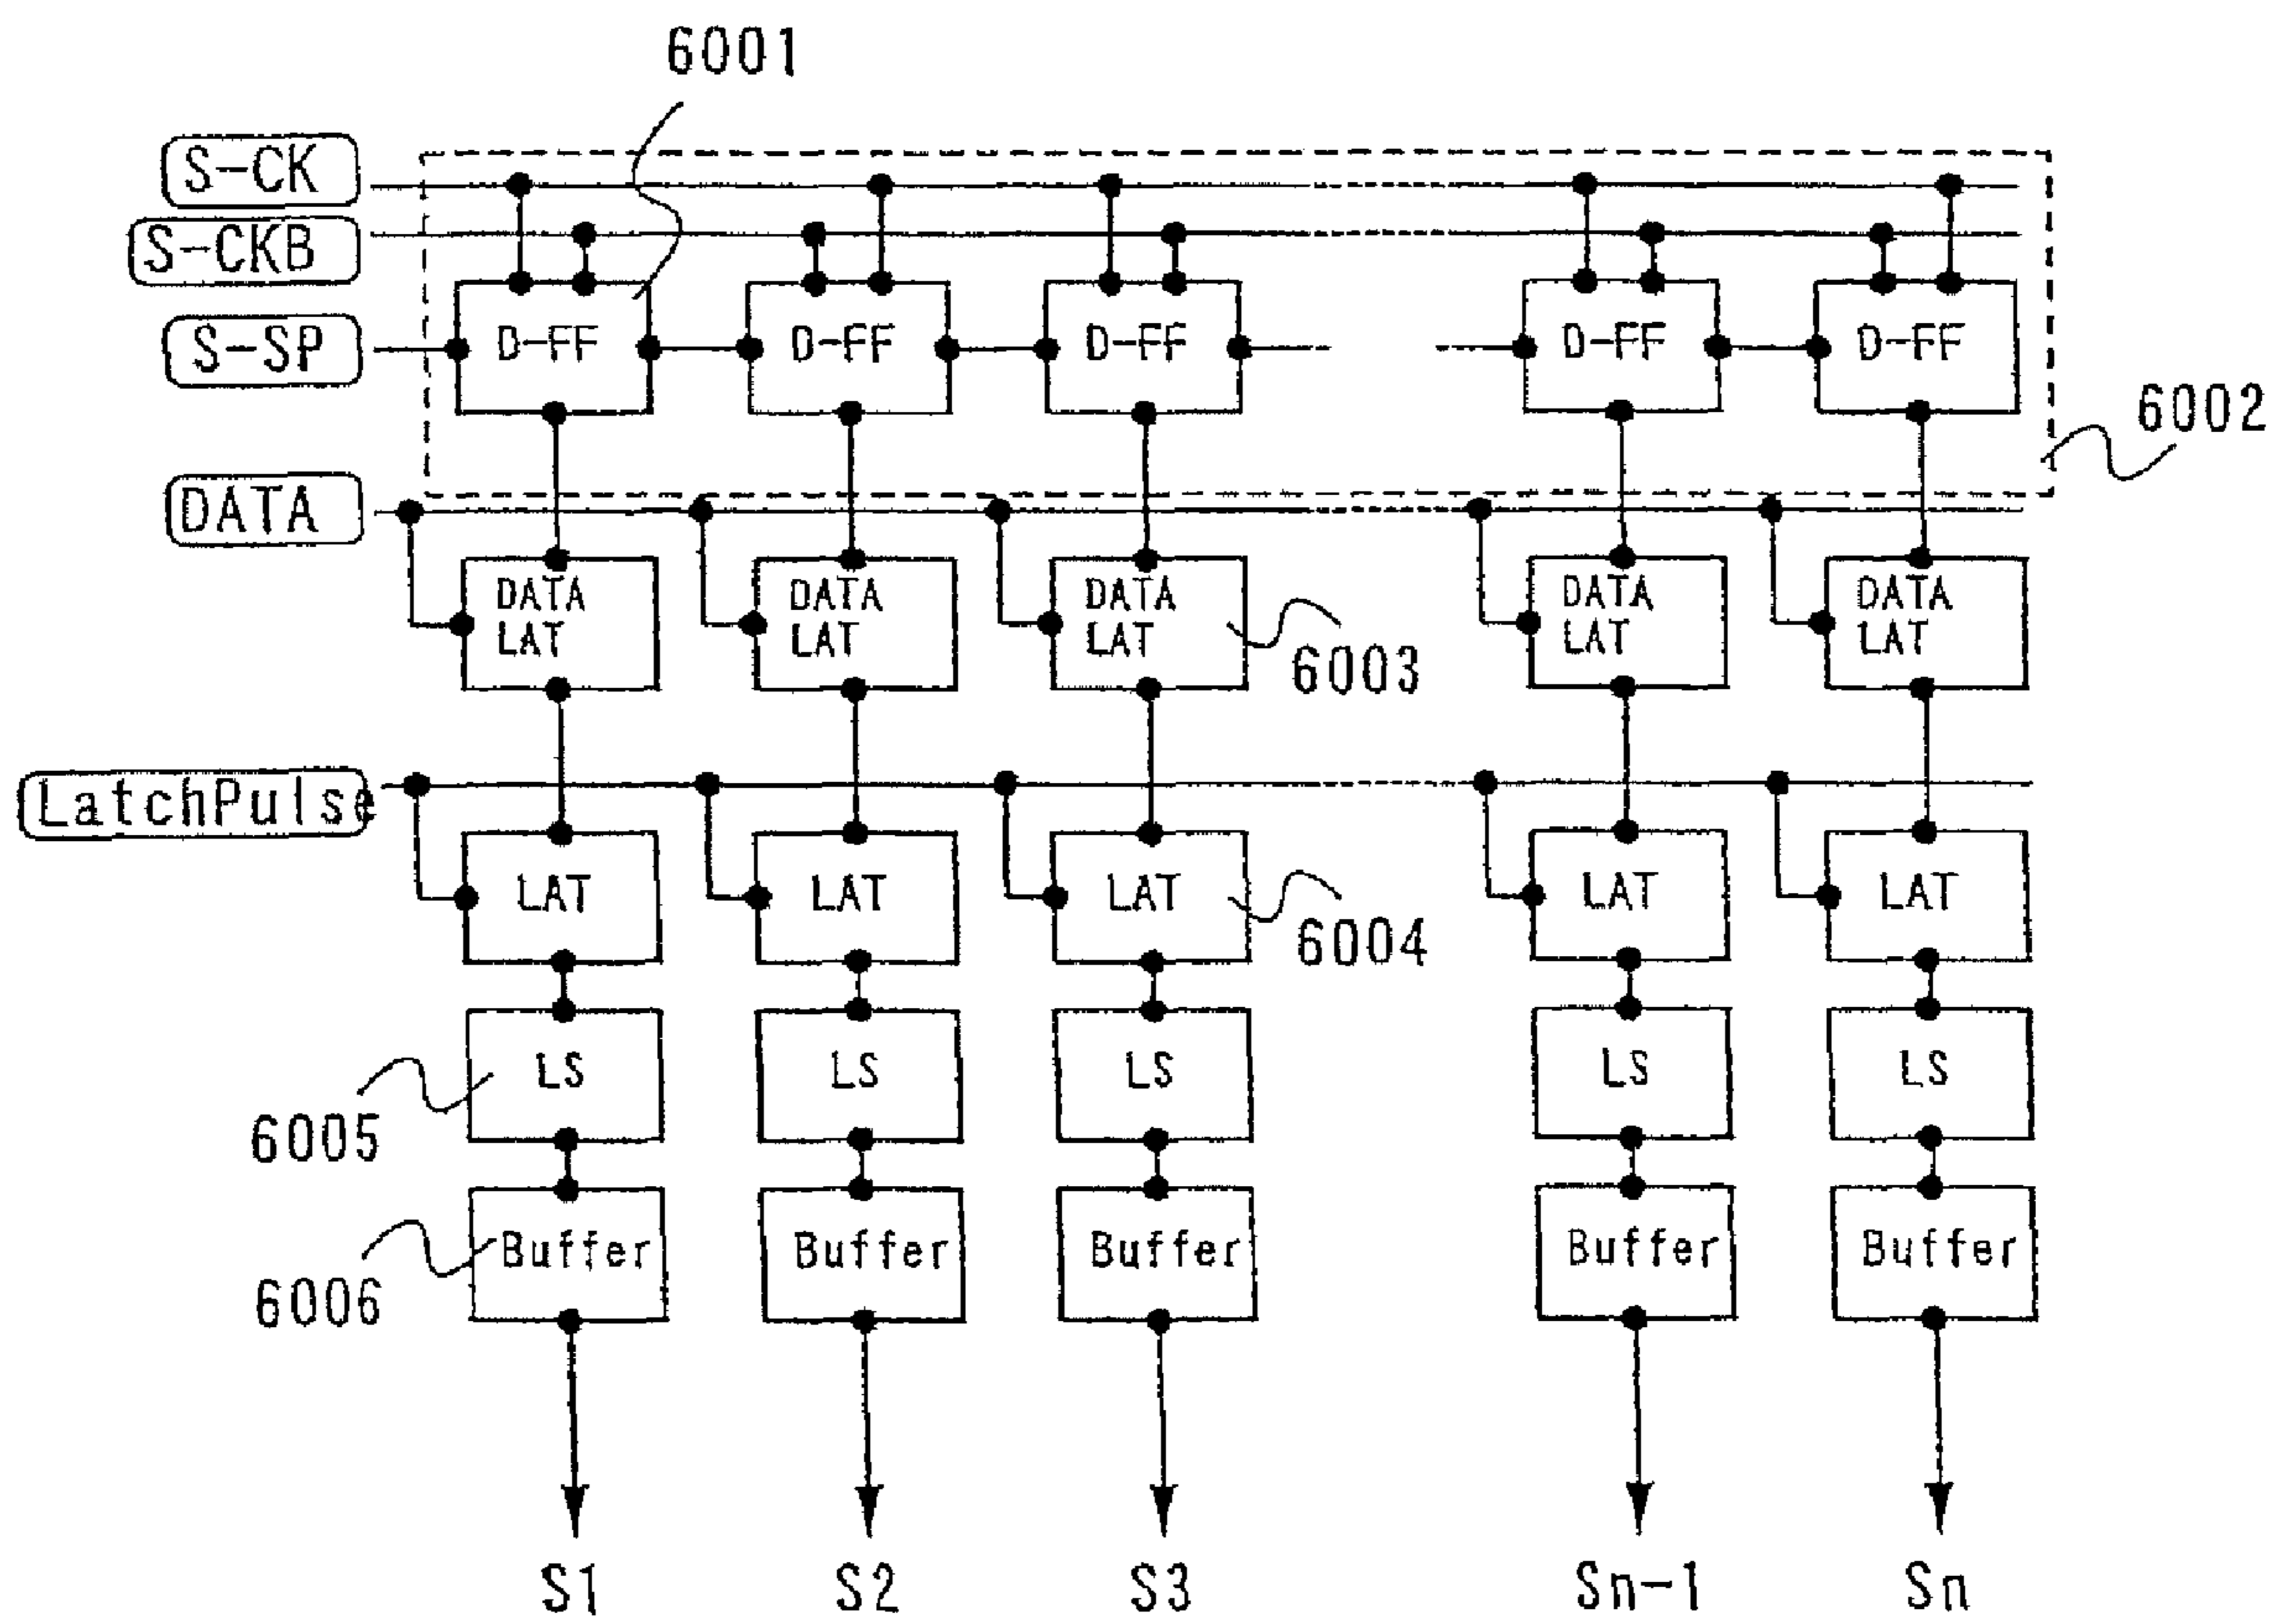 6001
S-CK
S-CKB
S-SP
D-FF D-FF D-FF D-FF D-FF
6002
DATA
DATA LAT DATA LAT DATA LAT DATA LAT DATA LAT
6003
LatchPulse
LAT LAT LAT LAT LAT
6004
LS LS LS LS LS
6005
Buffer Buffer Buffer Buffer Buffer
6006
S1 S2 S3 Sn-1 Sn